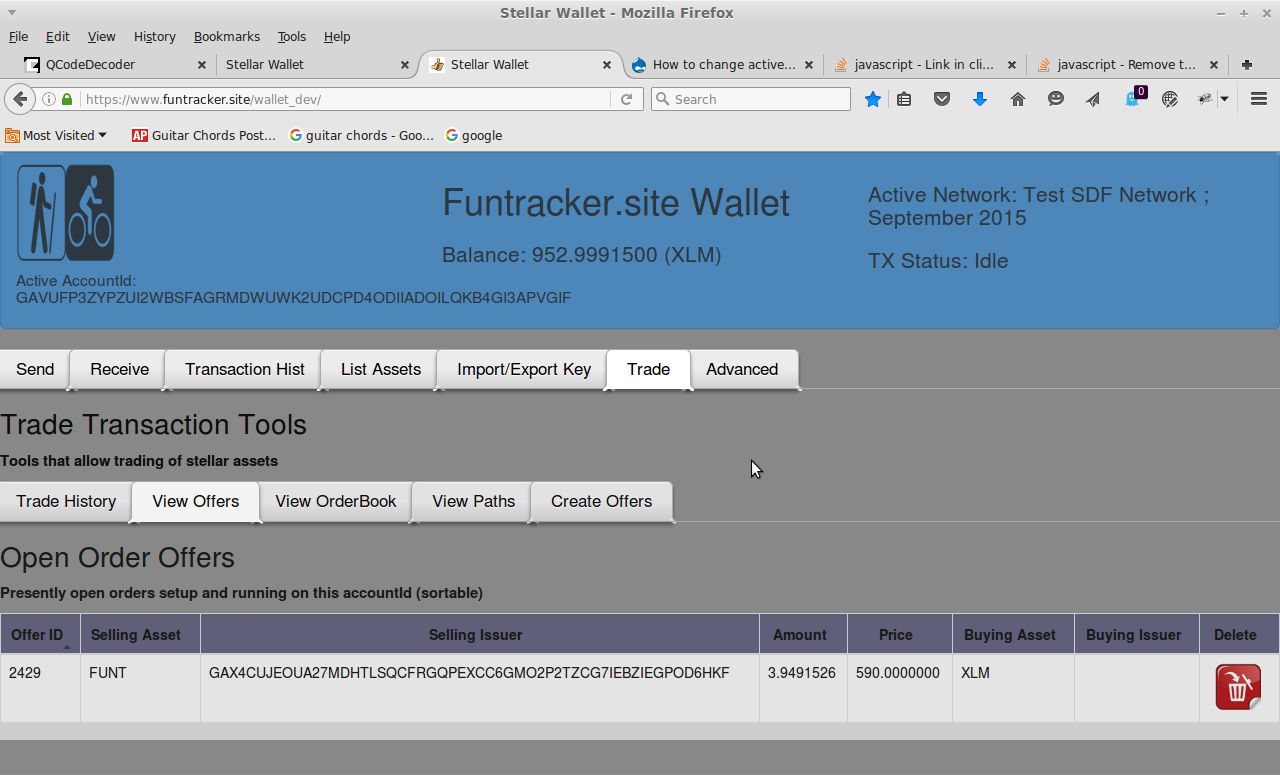 Stellar Wallet - Mozilla Firefox
File Edit View History Bookmarks Tools Help
QCodeDecoder Stellar Wallet Stellar Wallet How to change active... javascript - Link in cli... javascript - Remove t...
https://www.funtracker.site/wallet_dev/ Search 0
Most Visited AP Guitar Chords Post... G guitar chords - Goo... G google
Funtracker.site Wallet
Balance: 952.9991500 (XLM)
Active Network: Test SDF Network ;
September 2015
TX Status: Idle
Active AccountId:
GAVUFP3ZYPZUI2WBSFAGRMDWUWK2UDCPD4ODIIADOILQKB4GI3APVGIF
Send Receive Transaction Hist List Assets Import/Export Key Trade Advanced
Trade Transaction Tools
Tools that allow trading of stellar assets
Trade History View Offers View OrderBook View Paths Create Offers
Open Order Offers
Presently open orders setup and running on this accountId (sortable)
Offer ID Selling Asset Selling Issuer Amount Price Buying Asset Buying Issuer Delete
2429 FUNT GAX4CUJEOUA27MDHTLSQCFRGQPEXCC6GMO2P2TZCG7IEBZIEGPOD6HKF 3.9491526 590.0000000 XLM